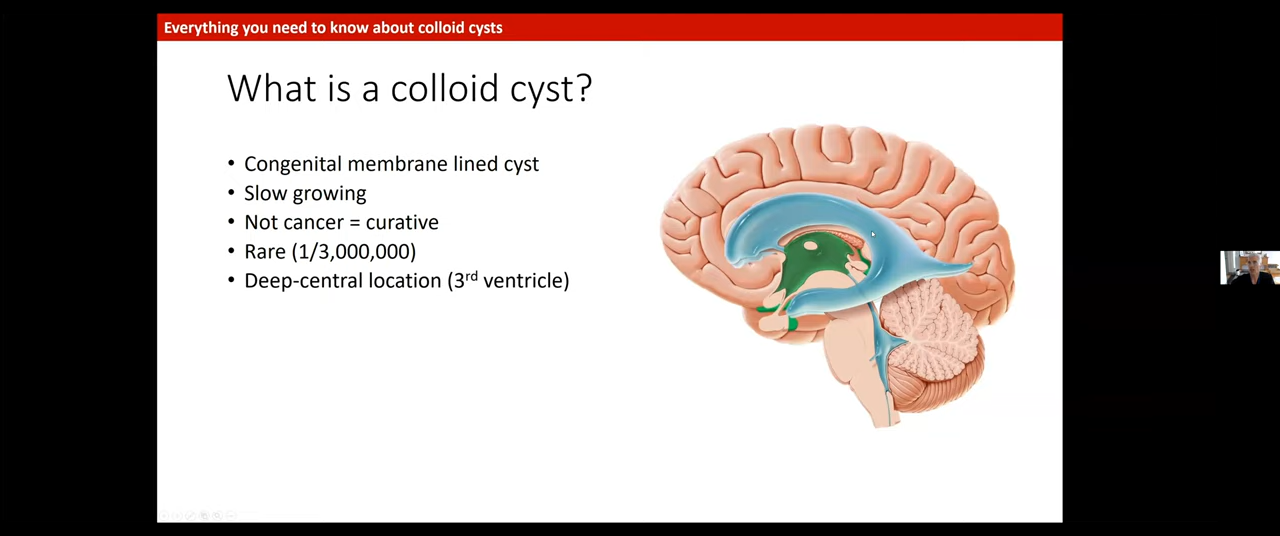 Everything you need to know about colloid cysts
What is a colloid cyst?
• Congenital membrane lined cyst
• Slow growing
• Not cancer = curative
• Rare (1/3,000,000)
• Deep-central location (3rd ventricle)